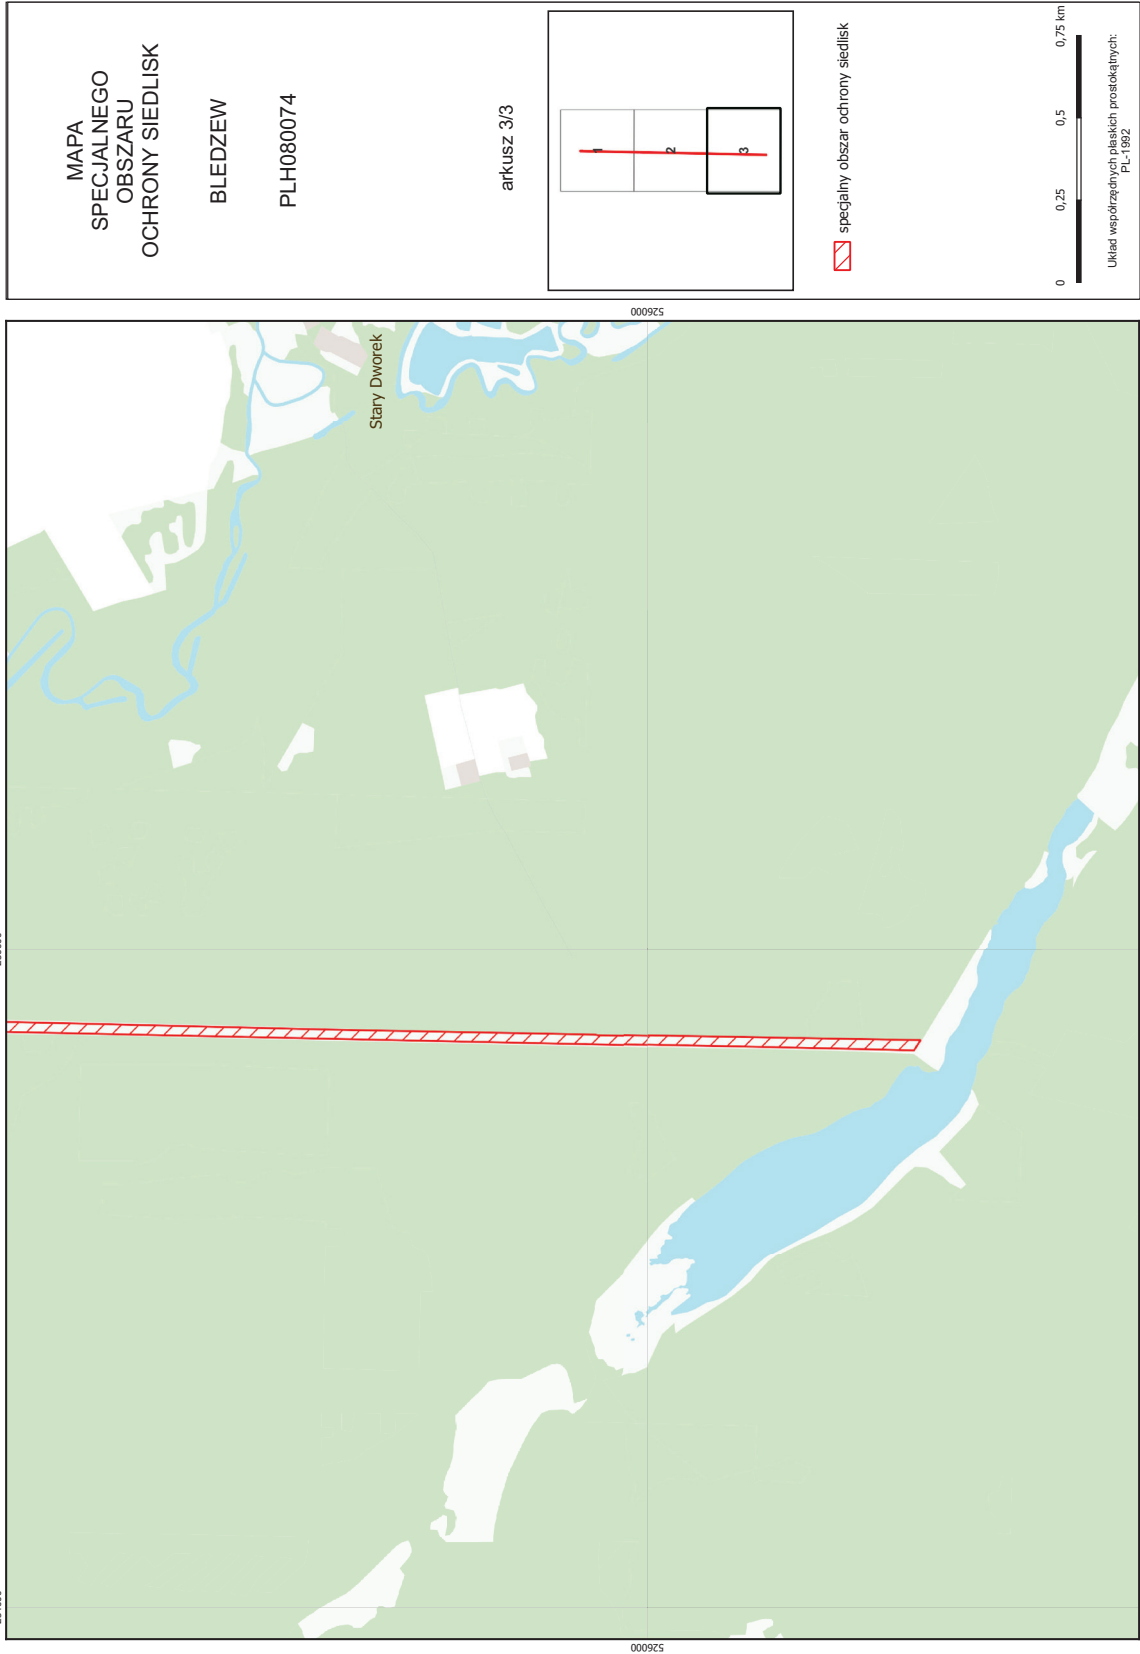 MAPA
SPECJALNEGO
OBSZARU
OCHRONY SIEDLISK
BLEDZEW
PLH080074
arkusz 3/3
1
2
3
specjalny obszar ochrony siedlisk
0 0,25 0,5 0,75 km
Układ współrzędnych płaskich prostokątnych:
PL-1992
526000
Stary Dworek
526000